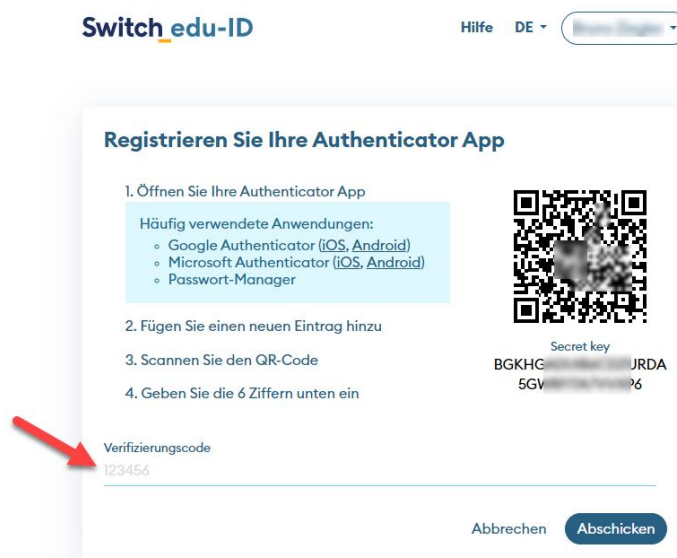 Switch edu-ID
Hilfe DE
Registrieren Sie Ihre Authenticator App
1. Öffnen Sie Ihre Authenticator App
Häufig verwendete Anwendungen:
Google Authenticator (iOS, Android)
Microsoft Authenticator (iOS, Android)
Passwort-Manager
2. Fügen Sie einen neuen Eintrag hinzu
3. Scannen Sie den QR-Code
4. Geben Sie die 6 Ziffern unten ein
Secret key
Verifizierungscode
123456
Abbrechen Abschicken